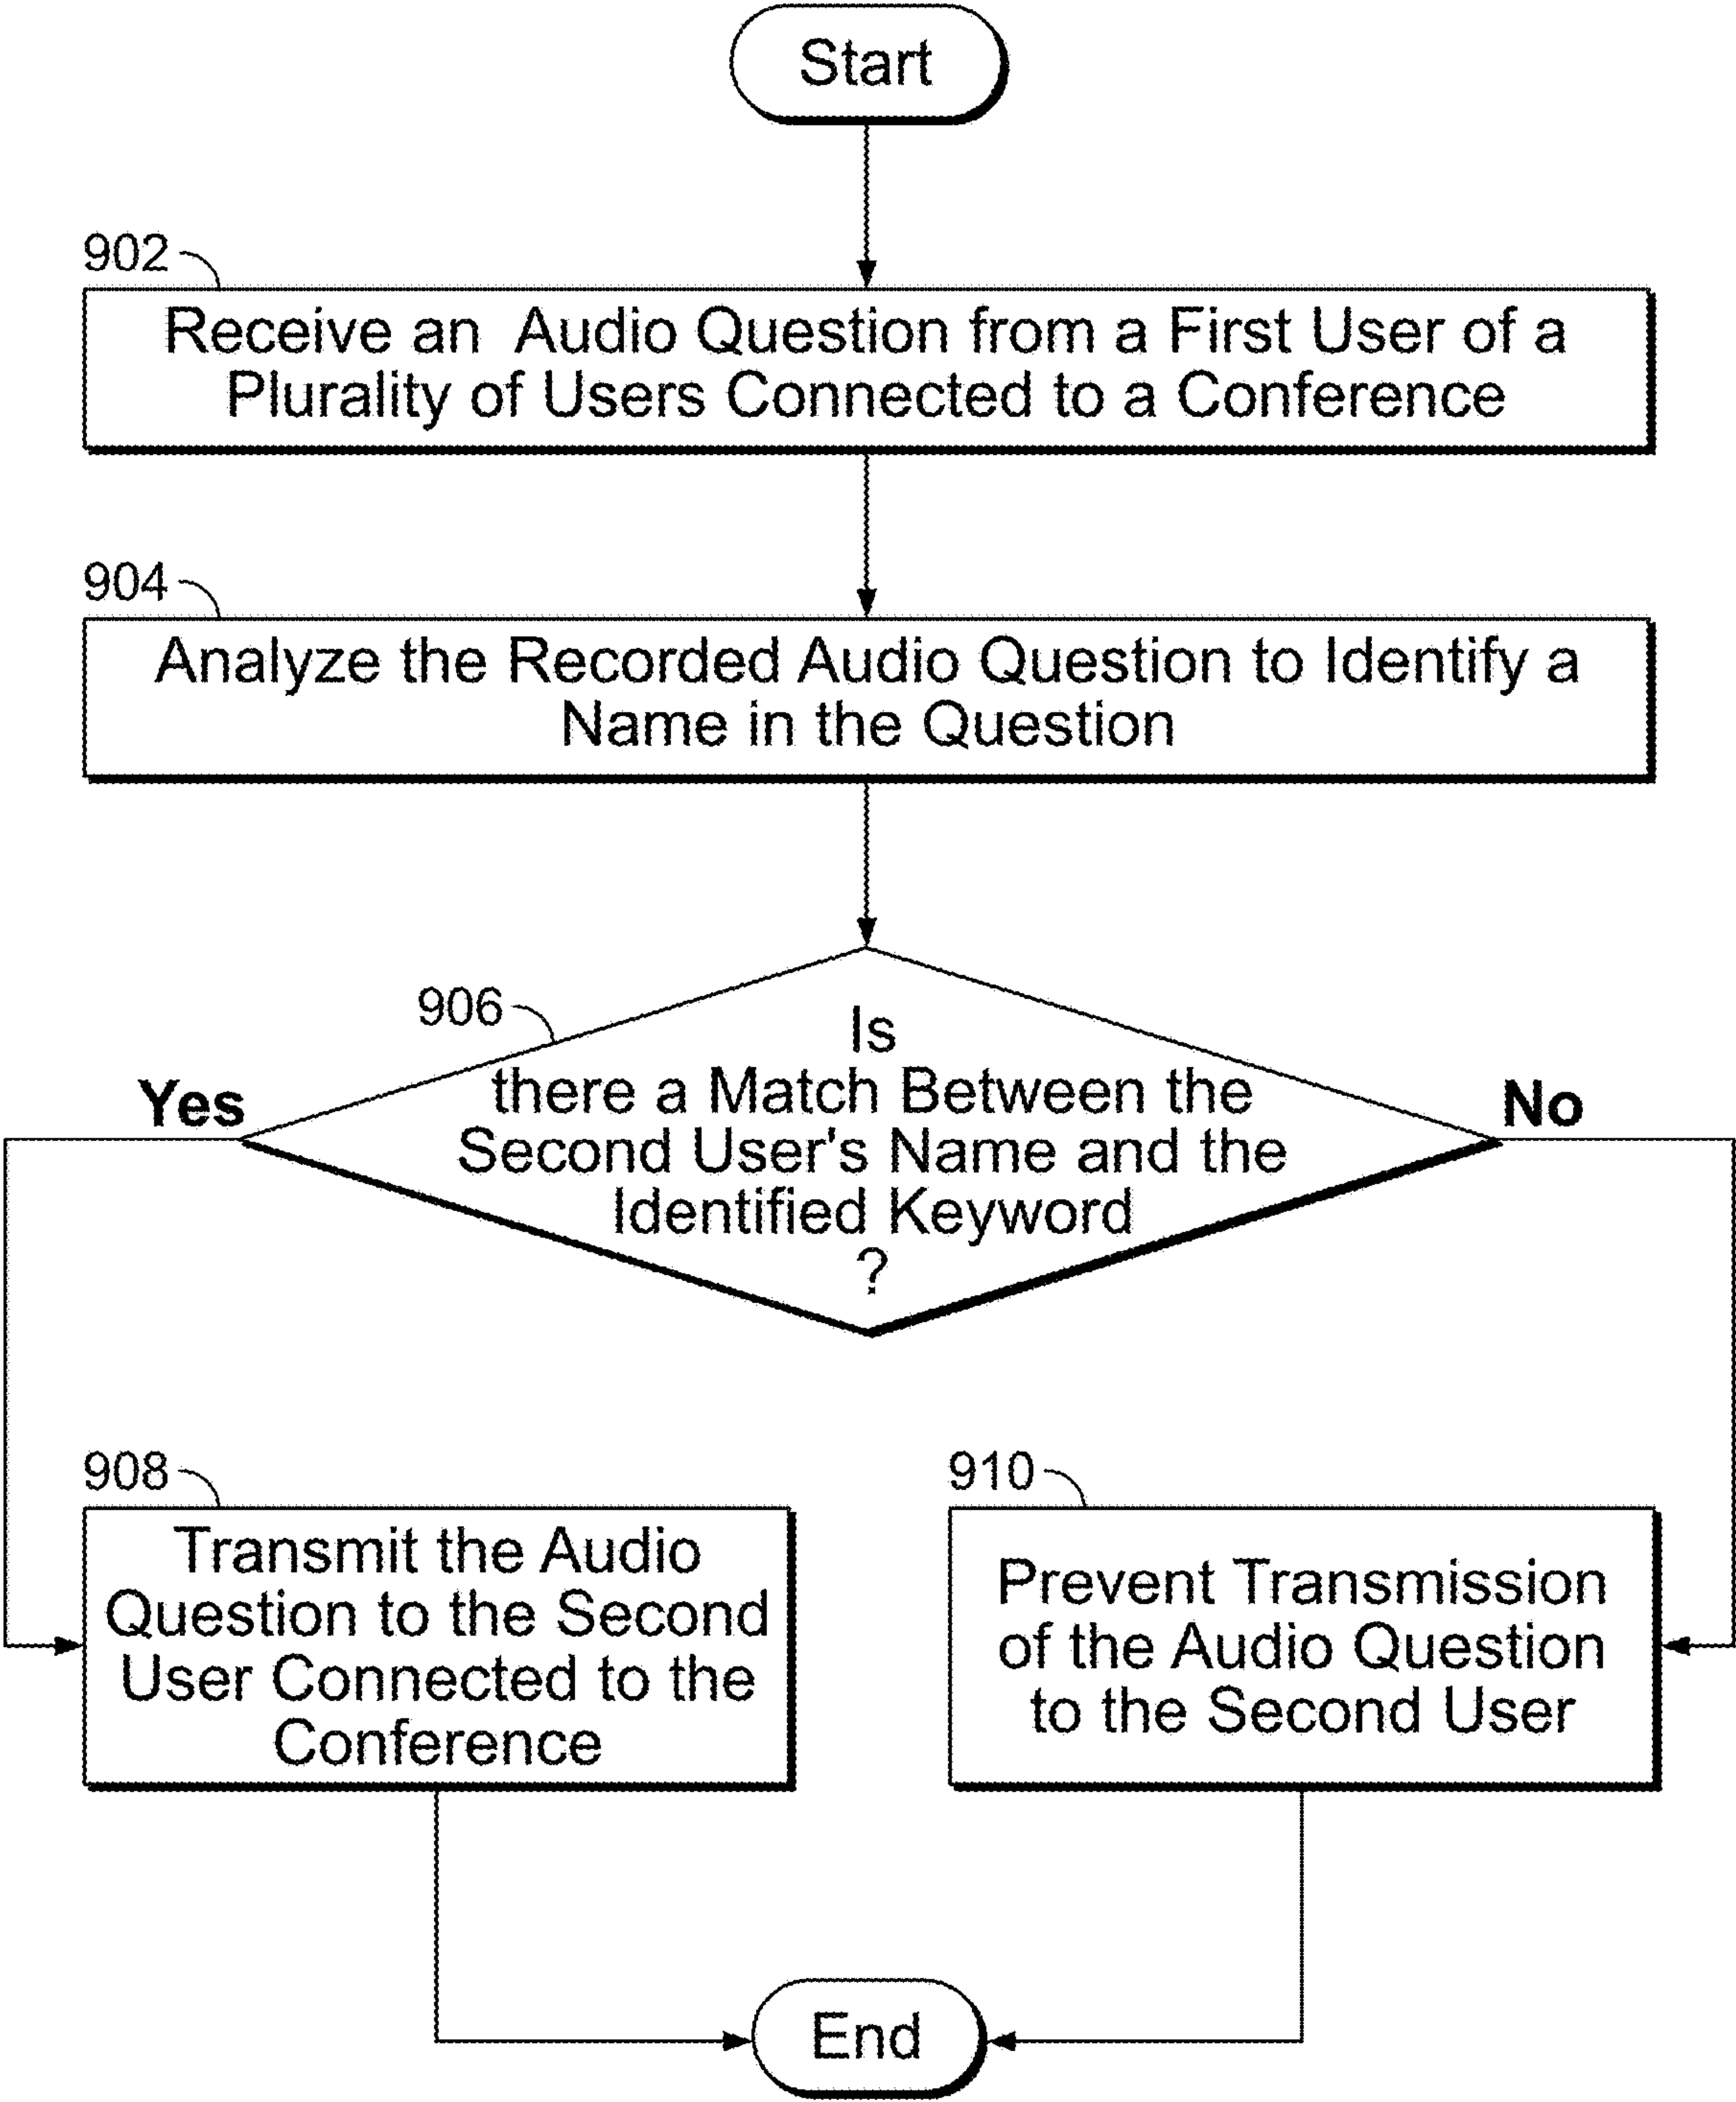 Start
902
Receive an Audio Question from a First User of a
Plurality of Users Connected to a Conference
904
Analyze the Recorded Audio Question to Identify a
Name in the Question
906
Is
there a Match Between the
Second User's Name and the
Identified Keyword
?
Yes
No
908
Transmit the Audio
Question to the Second
User Connected to the
Conference
910
Prevent Transmission
of the Audio Question
to the Second User
End